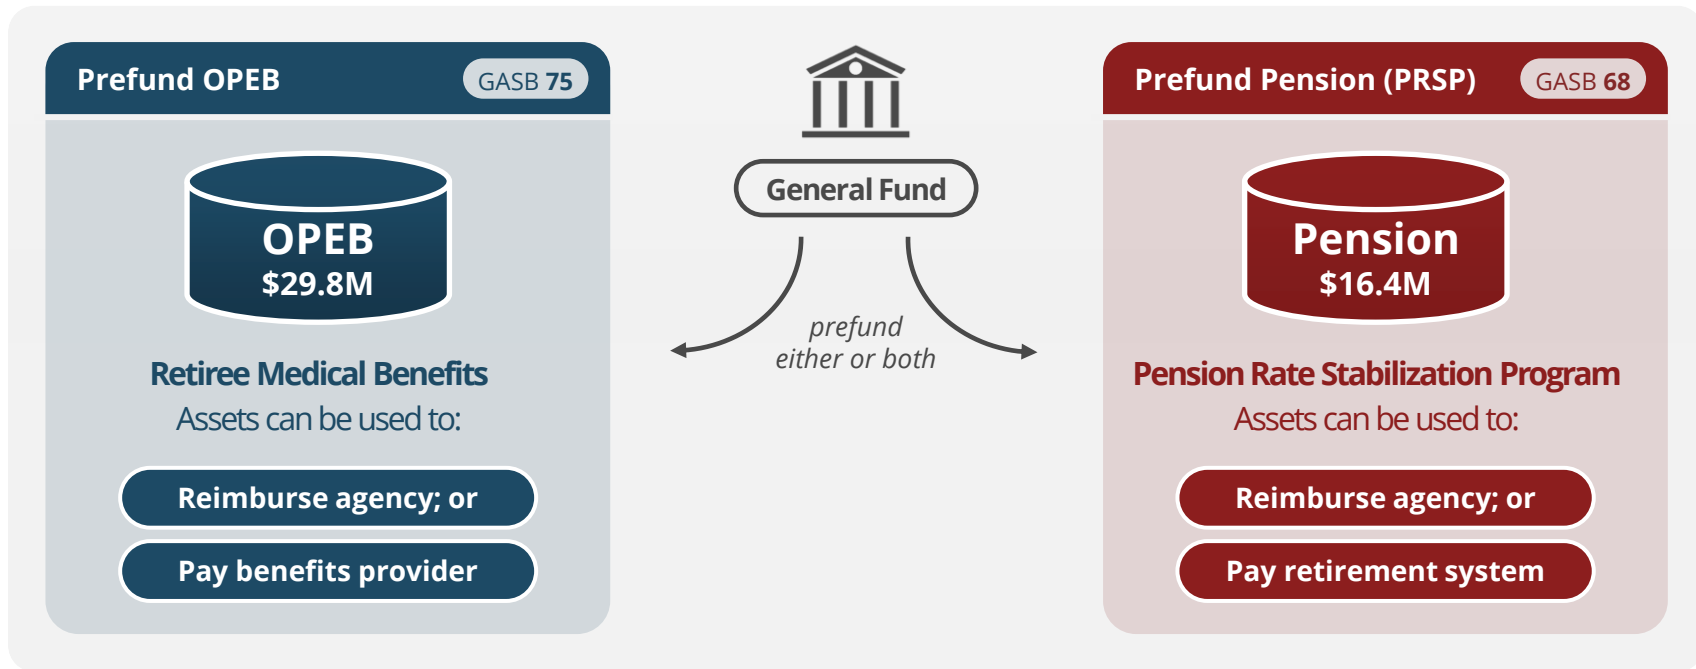 Prefund OPEB
GASB 75
OPEB
$29.8M
Retiree Medical Benefits
Assets can be used to:
Reimburse agency; or
Pay benefits provider
General Fund
prefund
either or both
Prefund Pension (PRSP)
GASB 68
Pension
$16.4M
Pension Rate Stabilization Program
Assets can be used to:
Reimburse agency; or
Pay retirement system